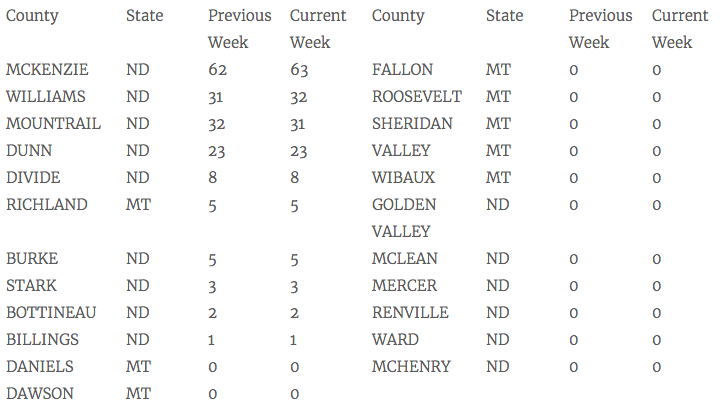 County State Previous Current County State Previous Current
Week Week Week Week
MCKENZIE ND 62 63 FALLON MT 0 0
WILLIAMS ND 31 32 ROOSEVELT MT 0 0
MOUNTRAIL ND 32 31 SHERIDAN MT 0 0
DUNN ND 23 23 VALLEY MT 0 0
DIVIDE ND 8 8 WIBAUX MT 0 0
RICHLAND MT 5 5 GOLDEN ND 0 0
VALLEY
BURKE ND 5 5 MCLEAN ND 0 0
STARK ND 3 3 MERCER ND 0 0
BOTTINEAU ND 2 2 RENVILLE ND 0 0
BILLINGS ND 1 1 WARD ND 0 0
DANIELS MT 0 0 MCHENRY ND 0 0
DAWSON MT 0 0